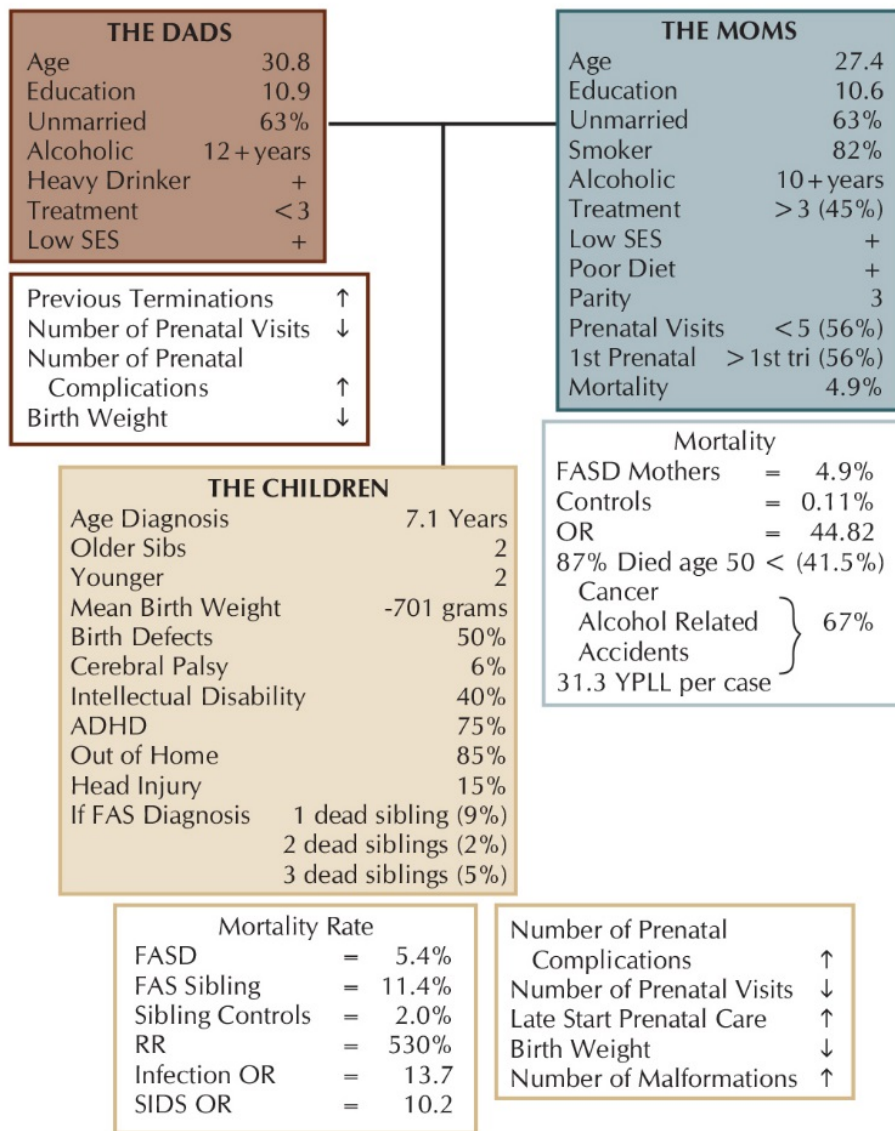 THE DADS
Age 30.8
Education 10.9
Unmarried 63%
Alcoholic 12+years
Heavy Drinker +
Treatment <3
Low SES +
THE MOMS
Age 27.4
Education 10.6
Unmarried 63%
Smoker 82%
Alcoholic 10+years
Treatment >3 (45%)
Low SES +
Poor Diet +
Parity 3
Prenatal Visits <5 (56%)
1st Prenatal >1st tri (56%)
Mortality 4.9%
Previous Terminations ↑
Number of Prenatal Visits ↓
Number of Prenatal
Complications ↑
Birth Weight ↓
Mortality
FASD Mothers = 4.9%
Controls = 0.11%
OR = 44.82
87% Died age 50 < (41.5%)
Cancer
Alcohol Related } 67%
Accidents
31.3 YPLL per case
THE CHILDREN
Age Diagnosis 7.1 Years
Older Sibs 2
Younger 2
Mean Birth Weight -701 grams
Birth Defects 50%
Cerebral Palsy 6%
Intellectual Disability 40%
ADHD 75%
Out of Home 85%
Head Injury 15%
If FAS Diagnosis 1 dead sibling (9%)
2 dead siblings (2%)
3 dead siblings (5%)
Mortality Rate
FASD = 5.4%
FAS Sibling = 11.4%
Sibling Controls = 2.0%
RR = 530%
Infection OR = 13.7
SIDS OR = 10.2
Number of Prenatal
Complications ↑
Number of Prenatal Visits ↓
Late Start Prenatal Care ↑
Birth Weight ↓
Number of Malformations ↑